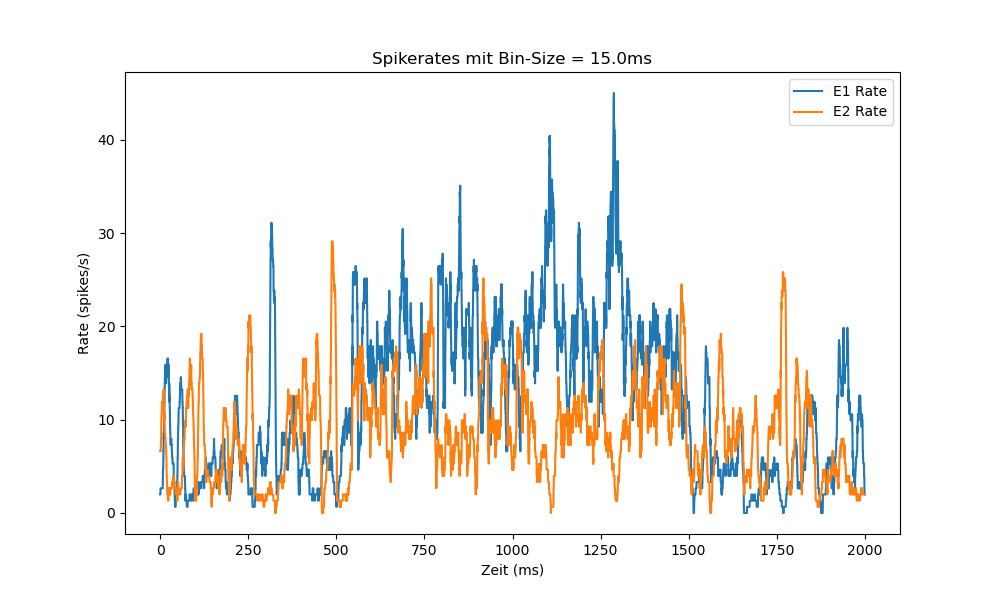 Spikerates mit Bin-Size = 15.0ms
E1 Rate
E2 Rate
Rate (spikes/s)
40
30
20
10
0
0 250 500 750 1000 1250 1500 1750 2000
Zeit (ms)